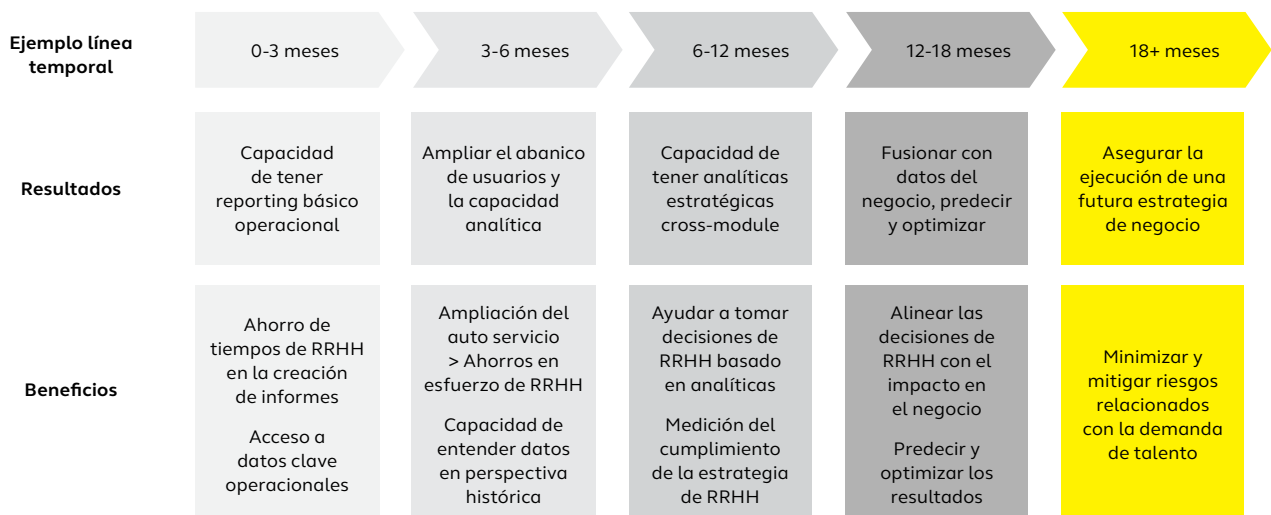 Ejemplo línea
temporal
0-3 meses
3-6 meses
6-12 meses
12-18 meses
18+ meses
Resultados
Capacidad
de tener
reporting básico
operacional
Ampliar el abanico
de usuarios y
la capacidad
analítica
Capacidad de
tener analíticas
estratégicas
cross-module
Fusionar con
datos del
negocio, predecir
y optimizar
Asegurar la
ejecución de una
futura estrategia
de negocio
Beneficios
Ahorro de
tiempos de RRHH
en la creación
de informes
Acceso a
datos clave
operacionales
Ampliación del
auto servicio
> Ahorros en
esfuerzo de RRHH
Capacidad de
entender datos
en perspectiva
histórica
Ayudar a tomar
decisiones de
RRHH basado
en analíticas
Medición del
cumplimiento
de la estrategia
de RRHH
Alinear las
decisiones de
RRHH con el
impacto en
el negocio
Predecir y
optimizar los
resultados
Minimizar y
mitigar riesgos
relacionados
con la demanda
de talento